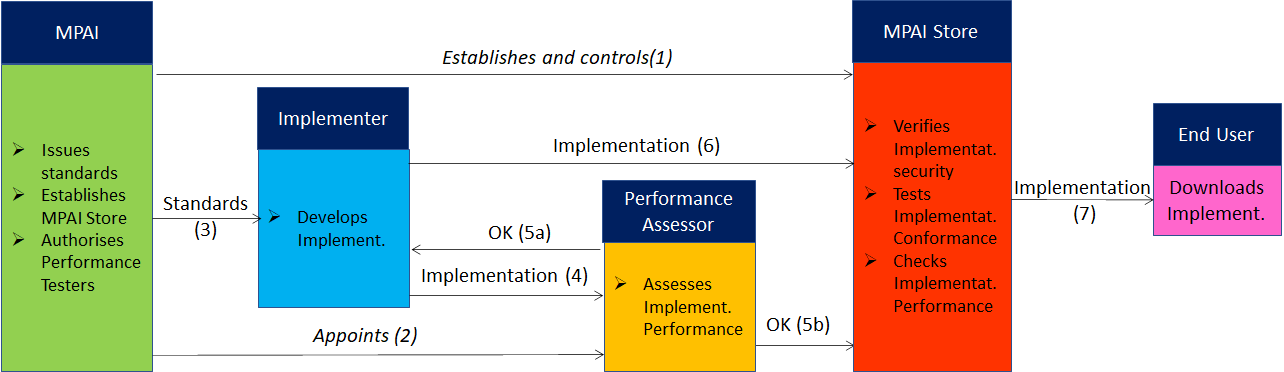 MPAI
➢ Issues
standards
➢ Establishes
MPAI Store
➢ Authorises
Performance
Testers
Establishes and controls(1)
Standards
(3)
Implementer
➢ Develops
Implement.
Implementation (6)
OK (5a)
Implementation (4)
Appoints (2)
Performance
Assessor
➢ Assesses
Implement.
Performance
OK (5b)
MPAI Store
➢ Verifies
Implementat.
security
➢ Tests
Implementat.
Conformance
➢ Checks
Implementat.
Performance
Implementation
(7)
End User
Downloads
Implement.